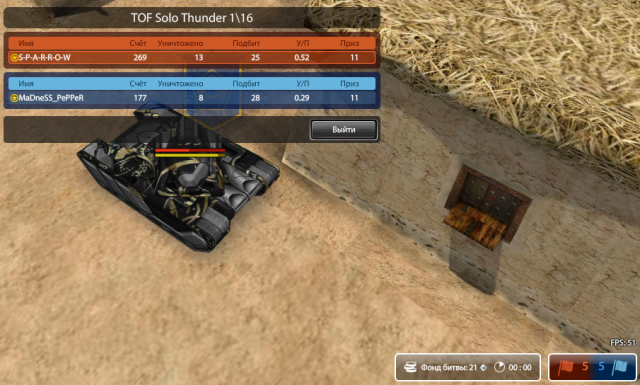 TOF Solo Thunder 1\16
Имя Счёт Уничтожено Подбит У/П Приз
S-P-A-R-R-O-W 269 13 25 0.52 11
Имя Счёт Уничтожено Подбит У/П Приз
MaDneSS_PePPeR 177 8 28 0.29 11
Выйти
FPS: 51
Фонд битвы: 21 00 : 00 5 5